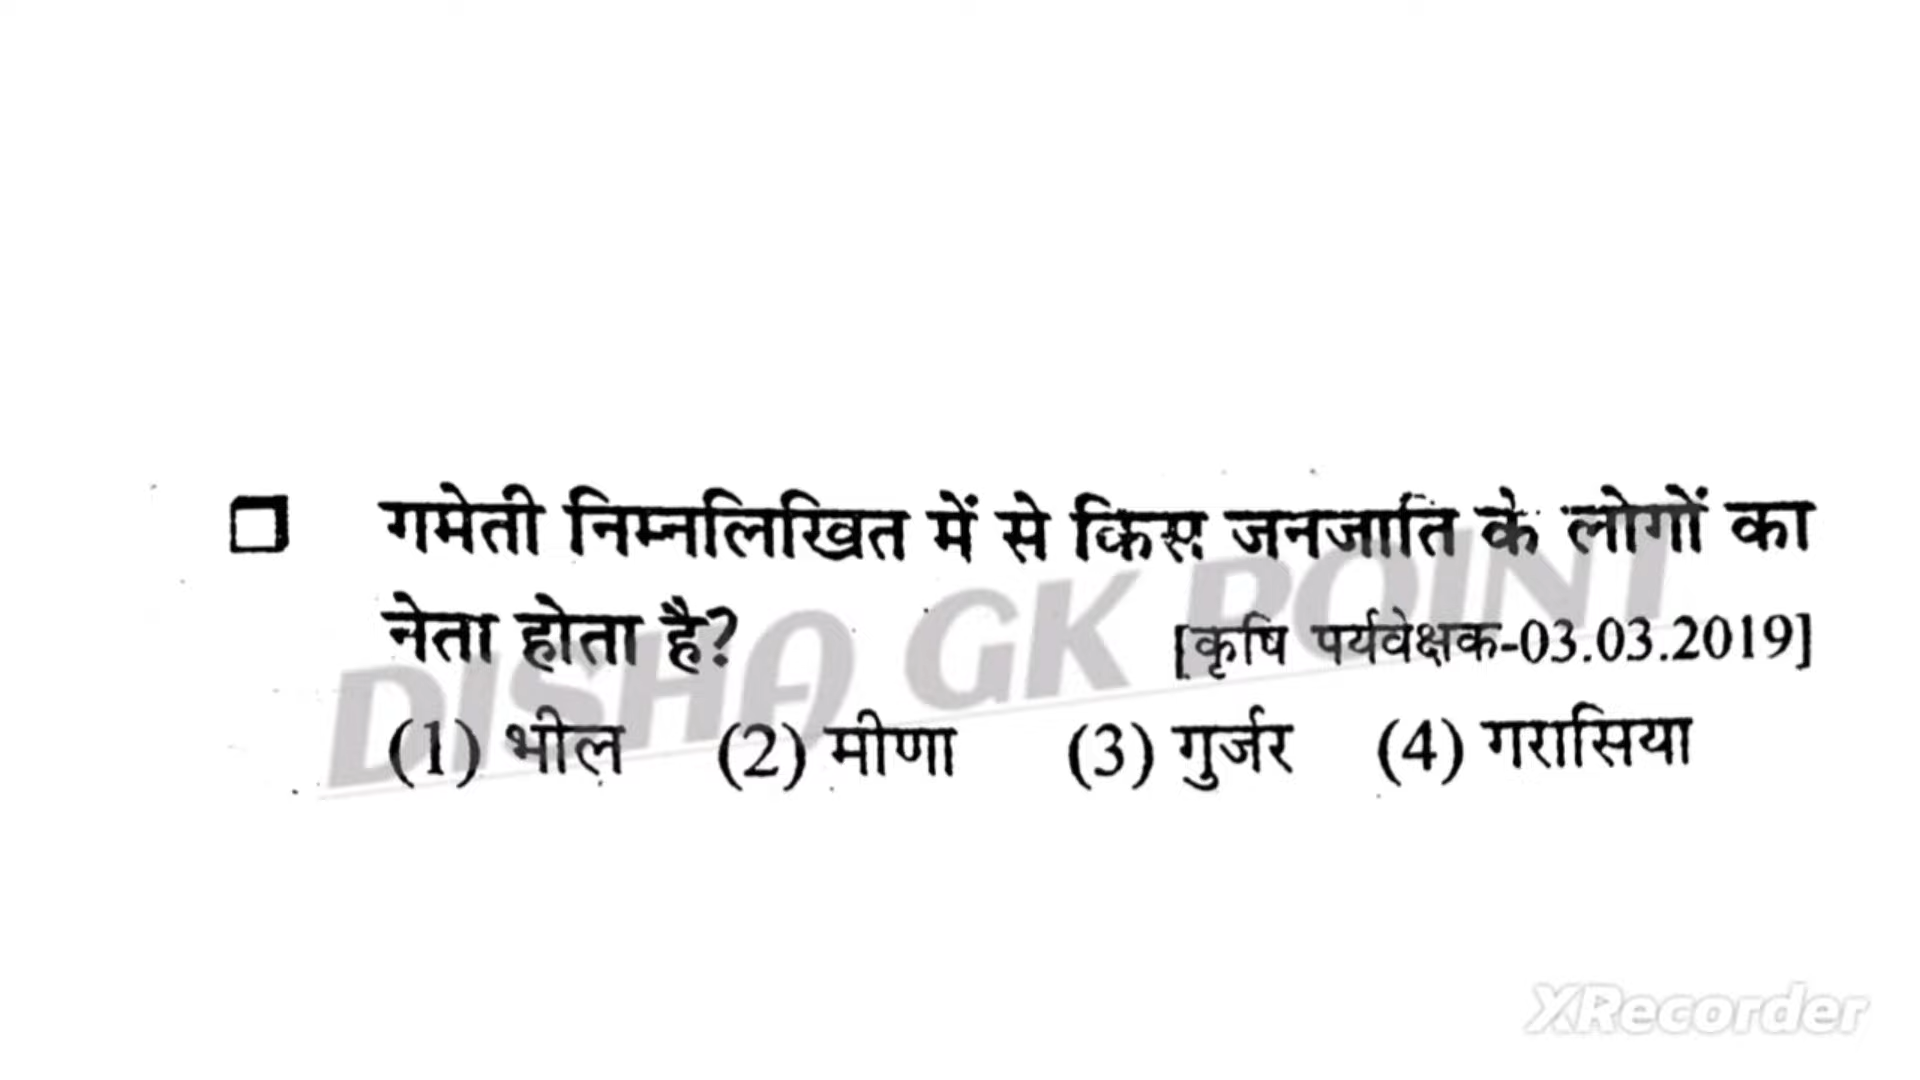 गमेती निम्नलिखित में से किस जनजाति के लोगों का
नेता होता है? [कृषि पर्यवेक्षक-03.03.2019]
(1) भील (2) मीणा (3) गुर्जर (4) गरासिया
DISHA GK POINT
XRecorder